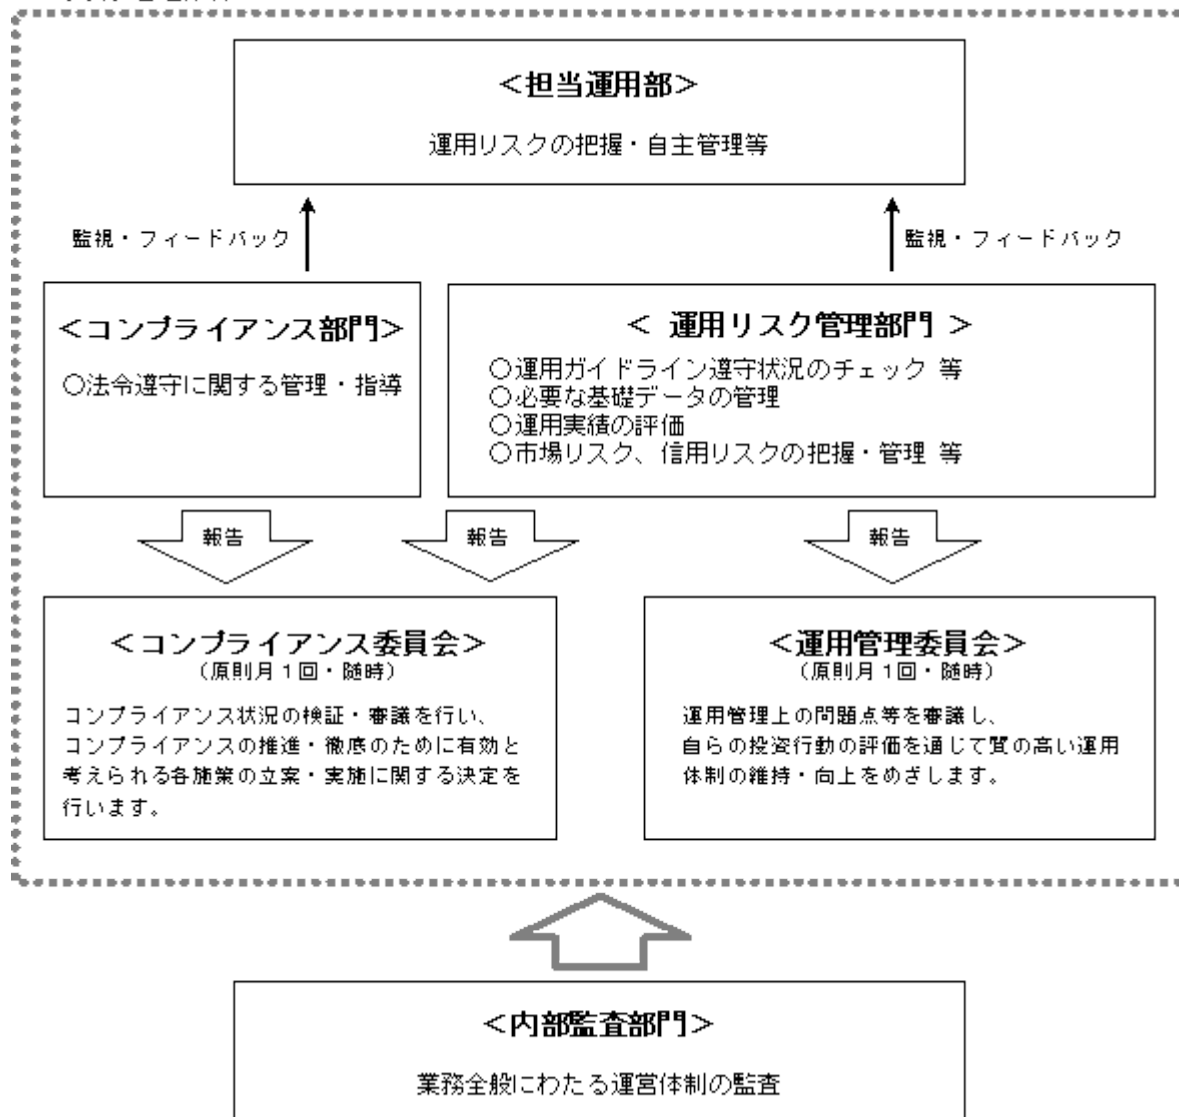 ＜担当運用部＞
運用リスクの把握・自主管理等
監視・フィードバック
監視・フィードバック
＜コンプライアンス部門＞
○法令遵守に関する管理・指導
＜ 運用リスク管理部門 ＞
○運用ガイドライン遵守状況のチェック 等
○必要な基礎データの管理
○運用実績の評価
○市場リスク、信用リスクの把握・管理 等
報告
報告
報告
＜コンプライアンス委員会＞
（原則月１回・随時）
コンプライアンス状況の検証・審議を行い、
コンプライアンスの推進・徹底のために有効と
考えられる各施策の立案・実施に関する決定を
行います。
＜運用管理委員会＞
（原則月１回・随時）
運用管理上の問題点等を審議し、
自らの投資行動の評価を通じて質の高い運用
体制の維持・向上をめざします。
＜内部監査部門＞
業務全般にわたる運営体制の監査